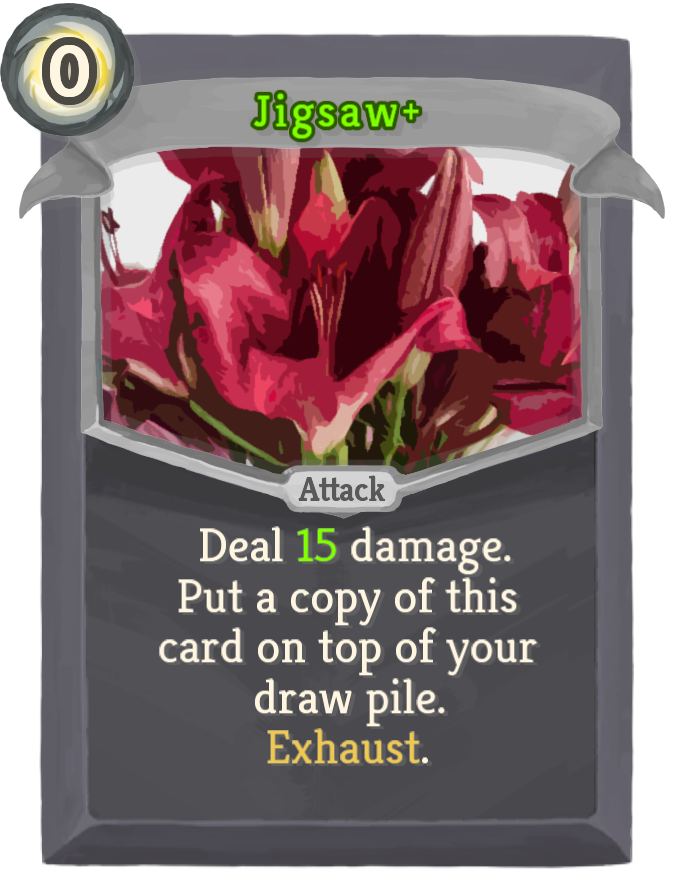 0
Jigsaw+
Attack
Deal 15 damage.
Put a copy of this
card on top of your
draw pile.
Exhaust.